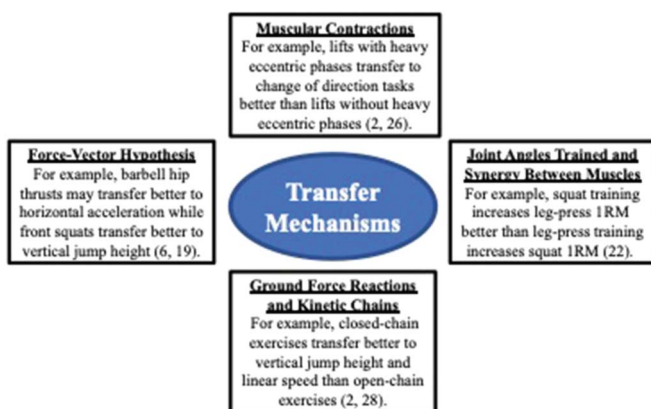 Muscular Contractions
For example, lifts with heavy
eccentric phases transfer to
change of direction tasks
better than lifts without heavy
eccentric phases (2, 26).
Force-Vector Hypothesis
For example, barbell hip
thrusts may transfer better to
horizontal acceleration while
front squats transfer better to
vertical jump height (6, 19).
Transfer
Mechanisms
Joint Angles Trained and
Synergy Between Muscles
For example, squat training
increases leg-press 1RM
better than leg-press training
increases squat 1RM (22).
Ground Force Reactions
and Kinetic Chains
For example, closed-chain
exercises transfer better to
vertical jump height and
linear speed than open-chain
exercises (2, 28).